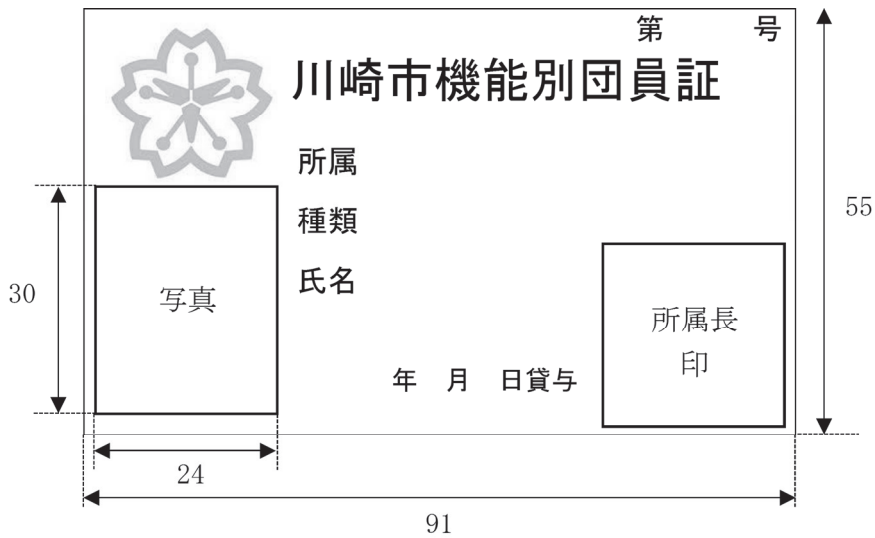 第　　号
川崎市機能別団員証
所属
種類
氏名
写真
所属長
印
年　月　日貸与
30
24
91
55